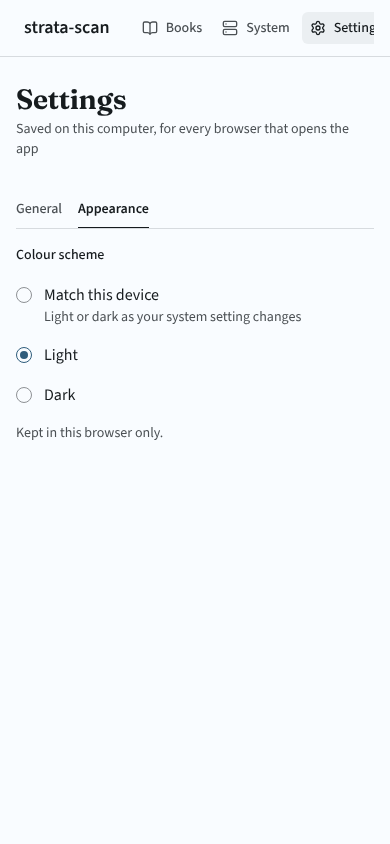 strata-scan Books System Setting
Settings
Saved on this computer, for every browser that opens the
app
General Appearance
Colour scheme
Match this device
Light or dark as your system setting changes
Light
Dark
Kept in this browser only.